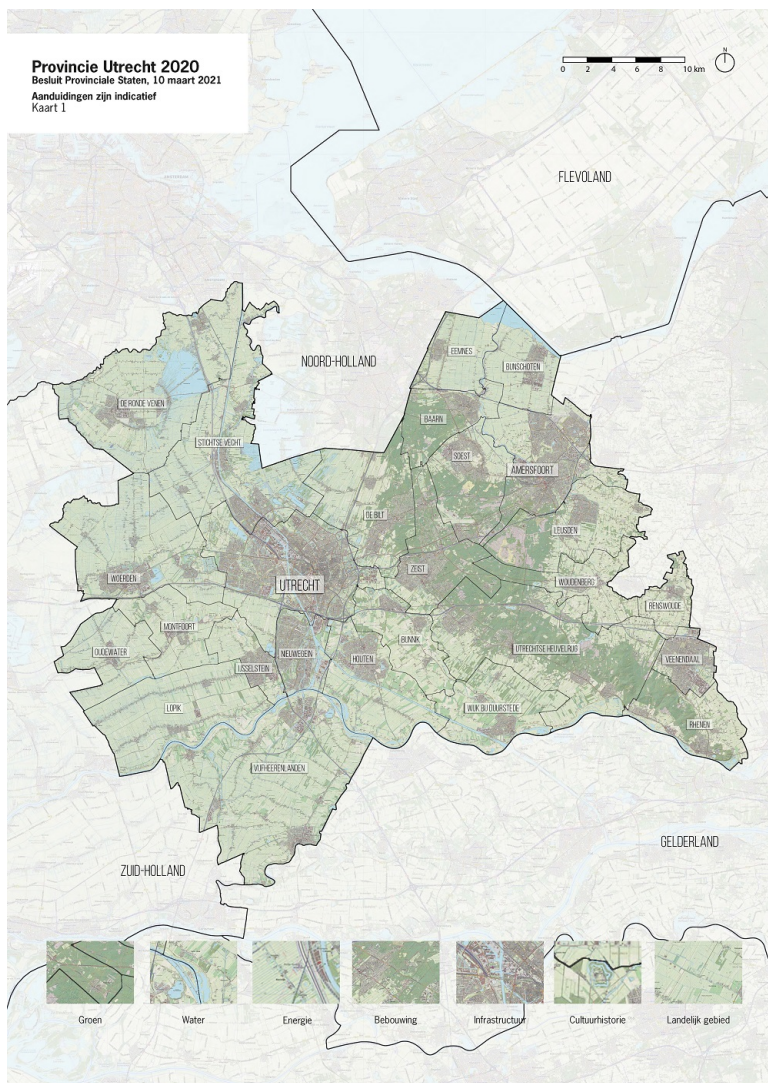 Provincie Utrecht 2020
Besluit Provinciale Staten, 10 maart 2021
Aanduidingen zijn indicatief
Kaart 1
N
0 2 4 6 8 10 km
FLEVOLAND
NOORD-HOLLAND
EEMNES
BUNSCHOTEN
DE RONDE VENEN
BAARN
STICHTSE VECHT
SOEST
AMERSFOORT
DE BILT
LEUSDEN
ZEIST
WOERDEN
UTRECHT
WOUDENBERG
RENSWOUDE
MONTFOORT
BUNNIK
OUDEWATER
NIEUWEGEIN
UTRECHTSE HEUVELRUG
HOUTEN
VEENENDAAL
IJSSELSTEIN
LOPIK
WIJK BIJ DUURSTEDE
RHENEN
VIJFHEERENLANDEN
GELDERLAND
ZUID-HOLLAND
Groen
Water
Energie
Bebouwing
Infrastructuur
Cultuurhistorie
Landelijk gebied